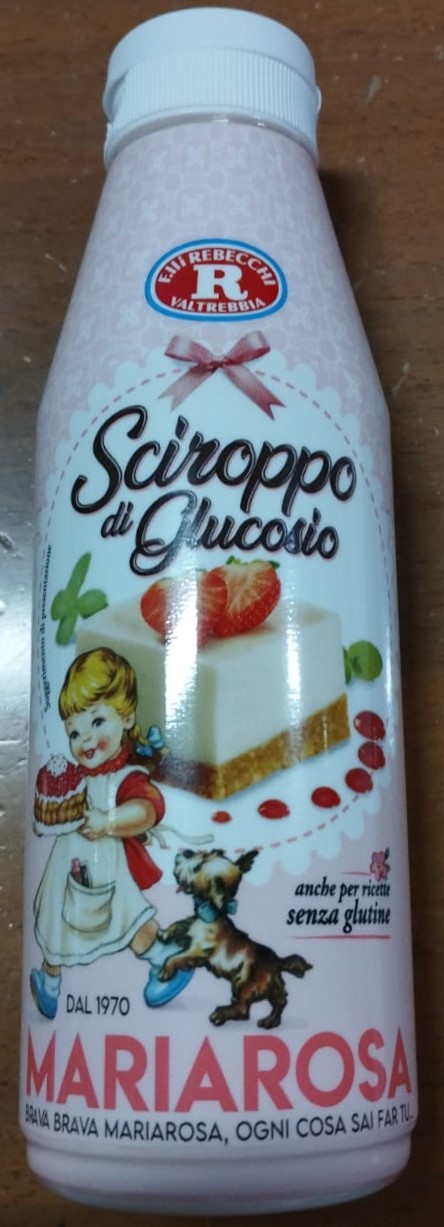 F.lli REBECCHI
R
VALTREBBIA
Sciroppo
di Glucosio
Suggerimento di presentazione
anche per ricette
senza glutine
DAL 1970
MARIAROSA
BRAVA BRAVA MARIAROSA, OGNI COSA SAI FAR TU...